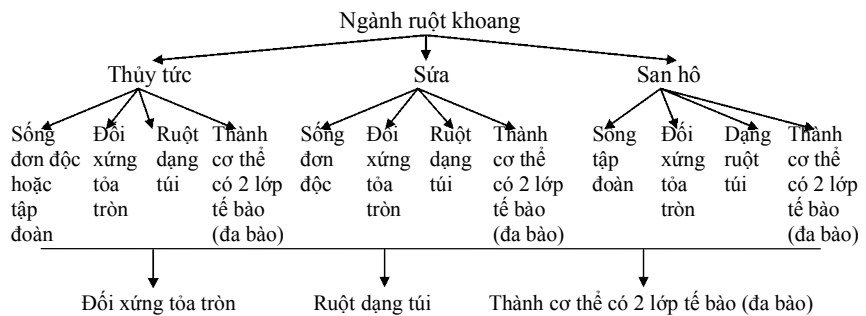 Ngành ruột khoang
Thủy tức
Sứa
San hô
Sống
đơn độc
hoặc
tập
đoàn
Đối
xứng
tỏa
tròn
Ruột
dạng
túi
Thành
cơ thể
có 2 lớp
tế bào
(đa bào)
Sống
đơn
độc
Đối
xứng
tỏa
tròn
Ruột
dạng
túi
Thành
cơ thể
có 2 lớp
tế bào
(đa bào)
Sống
tập
đoàn
Đối
xứng
tỏa
tròn
Dạng
ruột
túi
Thành
cơ thể
có 2 lớp
tế bào
(đa bào)
Đối xứng tỏa tròn
Ruột dạng túi
Thành cơ thể có 2 lớp tế bào (đa bào)